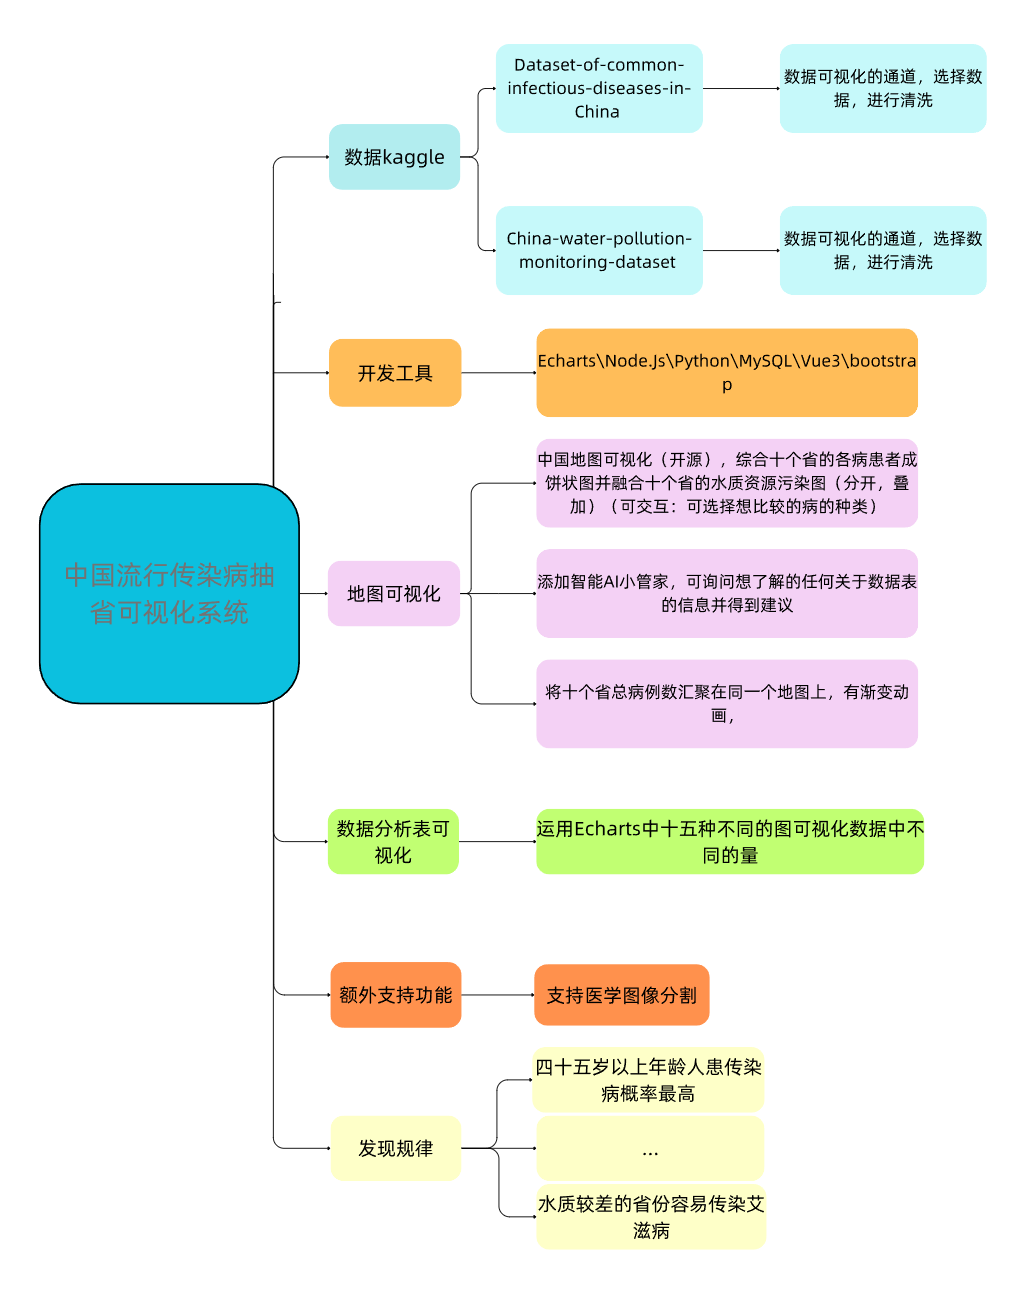 Dataset-of-common-
infectious-diseases-in-
China
数据可视化的通道，选择数
据，进行清洗
数据kaggle
China-water-pollution-
monitoring-dataset
数据可视化的通道，选择数
据，进行清洗
开发工具
Echarts\Node.Js\Python\MySQL\Vue3\bootstra
p
中国地图可视化（开源），综合十个省的各病患者成
饼状图并融合十个省的水质资源污染图（分开，叠
加）（可交互：可选择想比较的病的种类）
中国流行传染病抽
省可视化系统
地图可视化
添加智能AI小管家，可询问想了解的任何关于数据表
的信息并得到建议
将十个省总病例数汇聚在同一个地图上，有渐变动
画，
数据分析表可
视化
运用Echarts中十五种不同的图可视化数据中不
同的量
额外支持功能
支持医学图像分割
四十五岁以上年龄人患传染
病概率最高
发现规律
...
水质较差的省份容易传染艾
滋病